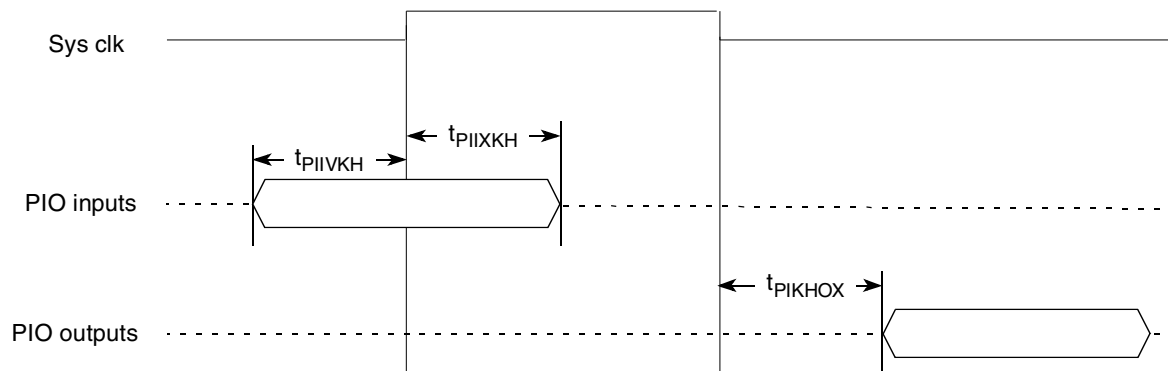 Sys clk
tPIIXKH
tPIIVKH
PIO inputs
tPIKHOX
PIO outputs